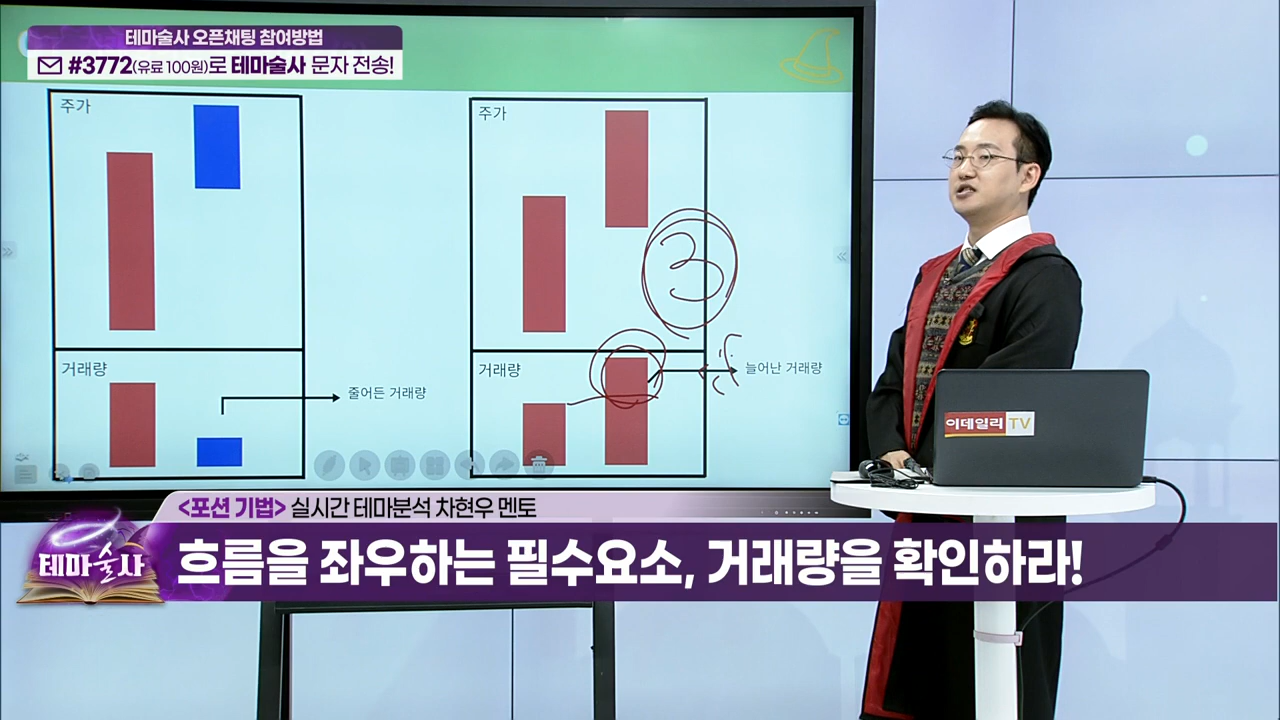 테마술사 오픈채팅 참여방법
#3772(유료 100원)로 테마술사 문자 전송!
주가
거래량
줄어든 거래량
주가
3
거래량
늘어난 거래량
이데일리 TV
<포션 기법> 실시간 테마분석 차현우 멘토
테마술사
흐름을 좌우하는 필수요소, 거래량을 확인하라!